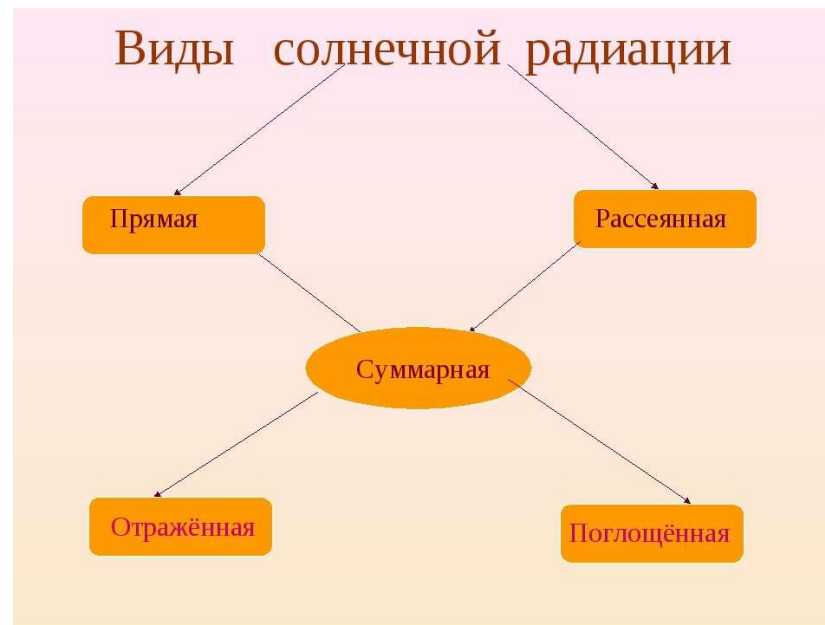 Виды солнечной радиации
Прямая
Рассеянная
Суммарная
Отражённая
Поглощённая